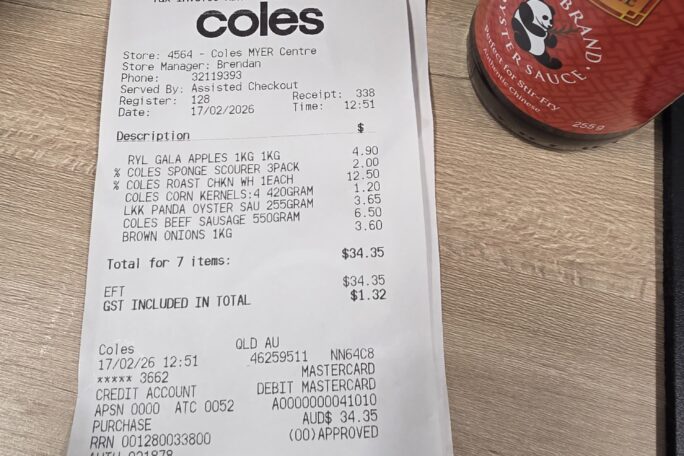 coles
Store: 4564 - Coles MYER Centre
Store Manager: Brendan
Phone: 32119393
Served By: Assisted Checkout
Register: 128 Receipt: 338
Date: 17/02/2026 Time: 12:51
Description $
RYL GALA APPLES 1KG 1KG 4.90
% COLES SPONGE SCOURER 3PACK 2.00
% COLES ROAST CHKN WH 1EACH 12.50
COLES CORN KERNELS:4 420GRAM 1.20
LKK PANDA OYSTER SAU 255GRAM 3.65
COLES BEEF SAUSAGE 550GRAM 6.50
BROWN ONIONS 1KG 3.60
Total for 7 items: $34.35
EFT $34.35
GST INCLUDED IN TOTAL $1.32
Coles QLD AU
17/02/26 12:51 46259511 NN64C8
***** 3662 MASTERCARD
CREDIT ACCOUNT DEBIT MASTERCARD
APSN 0000 ATC 0052 A0000000041010
PURCHASE AUD$ 34.35
RRN 001280033800 (00)APPROVED
BRAND
SAUCE
Perfect for Stir-Fry
Authentic Chinese
255g